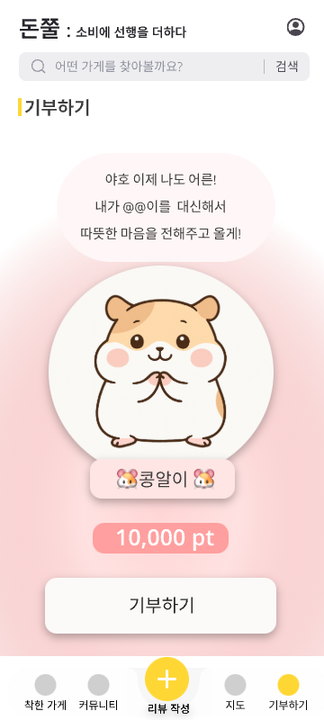 돈쭐 : 소비에 선행을 더하다
어떤 가게를 찾아볼까요? 검색
기부하기
야호 이제 나도 어른!
내가 @@이를 대신해서
따뜻한 마음을 전해주고 올게!
🐹콩알이 🐹
10,000 pt
기부하기
착한 가게 커뮤니티 리뷰 작성 지도 기부하기